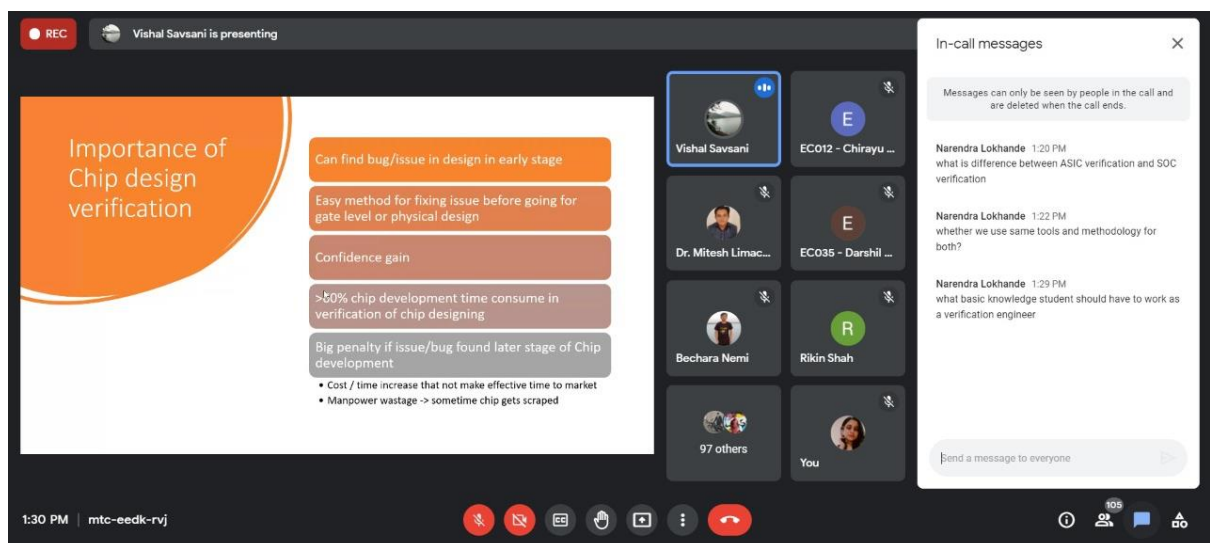 REC
Vishal Savsani is presenting
Importance of
Chip design
verification
Can find bug/issue in design in early stage
Easy method for fixing issue before going for
gate level or physical design
Confidence gain
chip development time consume in
verification of chip designing
Big penalty if issue/bug found later stage of Chip
development
• Cost / time increase that not make effective time to market
• Manpower wastage -> sometime chip gets scraped
Vishal Savsani
E
EC012 - Chirayu ...
Dr. Mitesh Limac...
E
EC035 - Darshil ...
Bechara Nemi
R
Rikin Shah
97 others
You
In-call messages
Messages can only be seen by people in the call and
are deleted when the call ends.
Narendra Lokhande 1:20 PM
what is difference between ASIC verification and SOC
verification
Narendra Lokhande 1:22 PM
whether we use same tools and methodology for
both?
Narendra Lokhande 1:29 PM
what basic knowledge student should have to work as
a verification engineer
Send a message to everyone
1:30 PM | mtc-eedk-rvj
CC
105